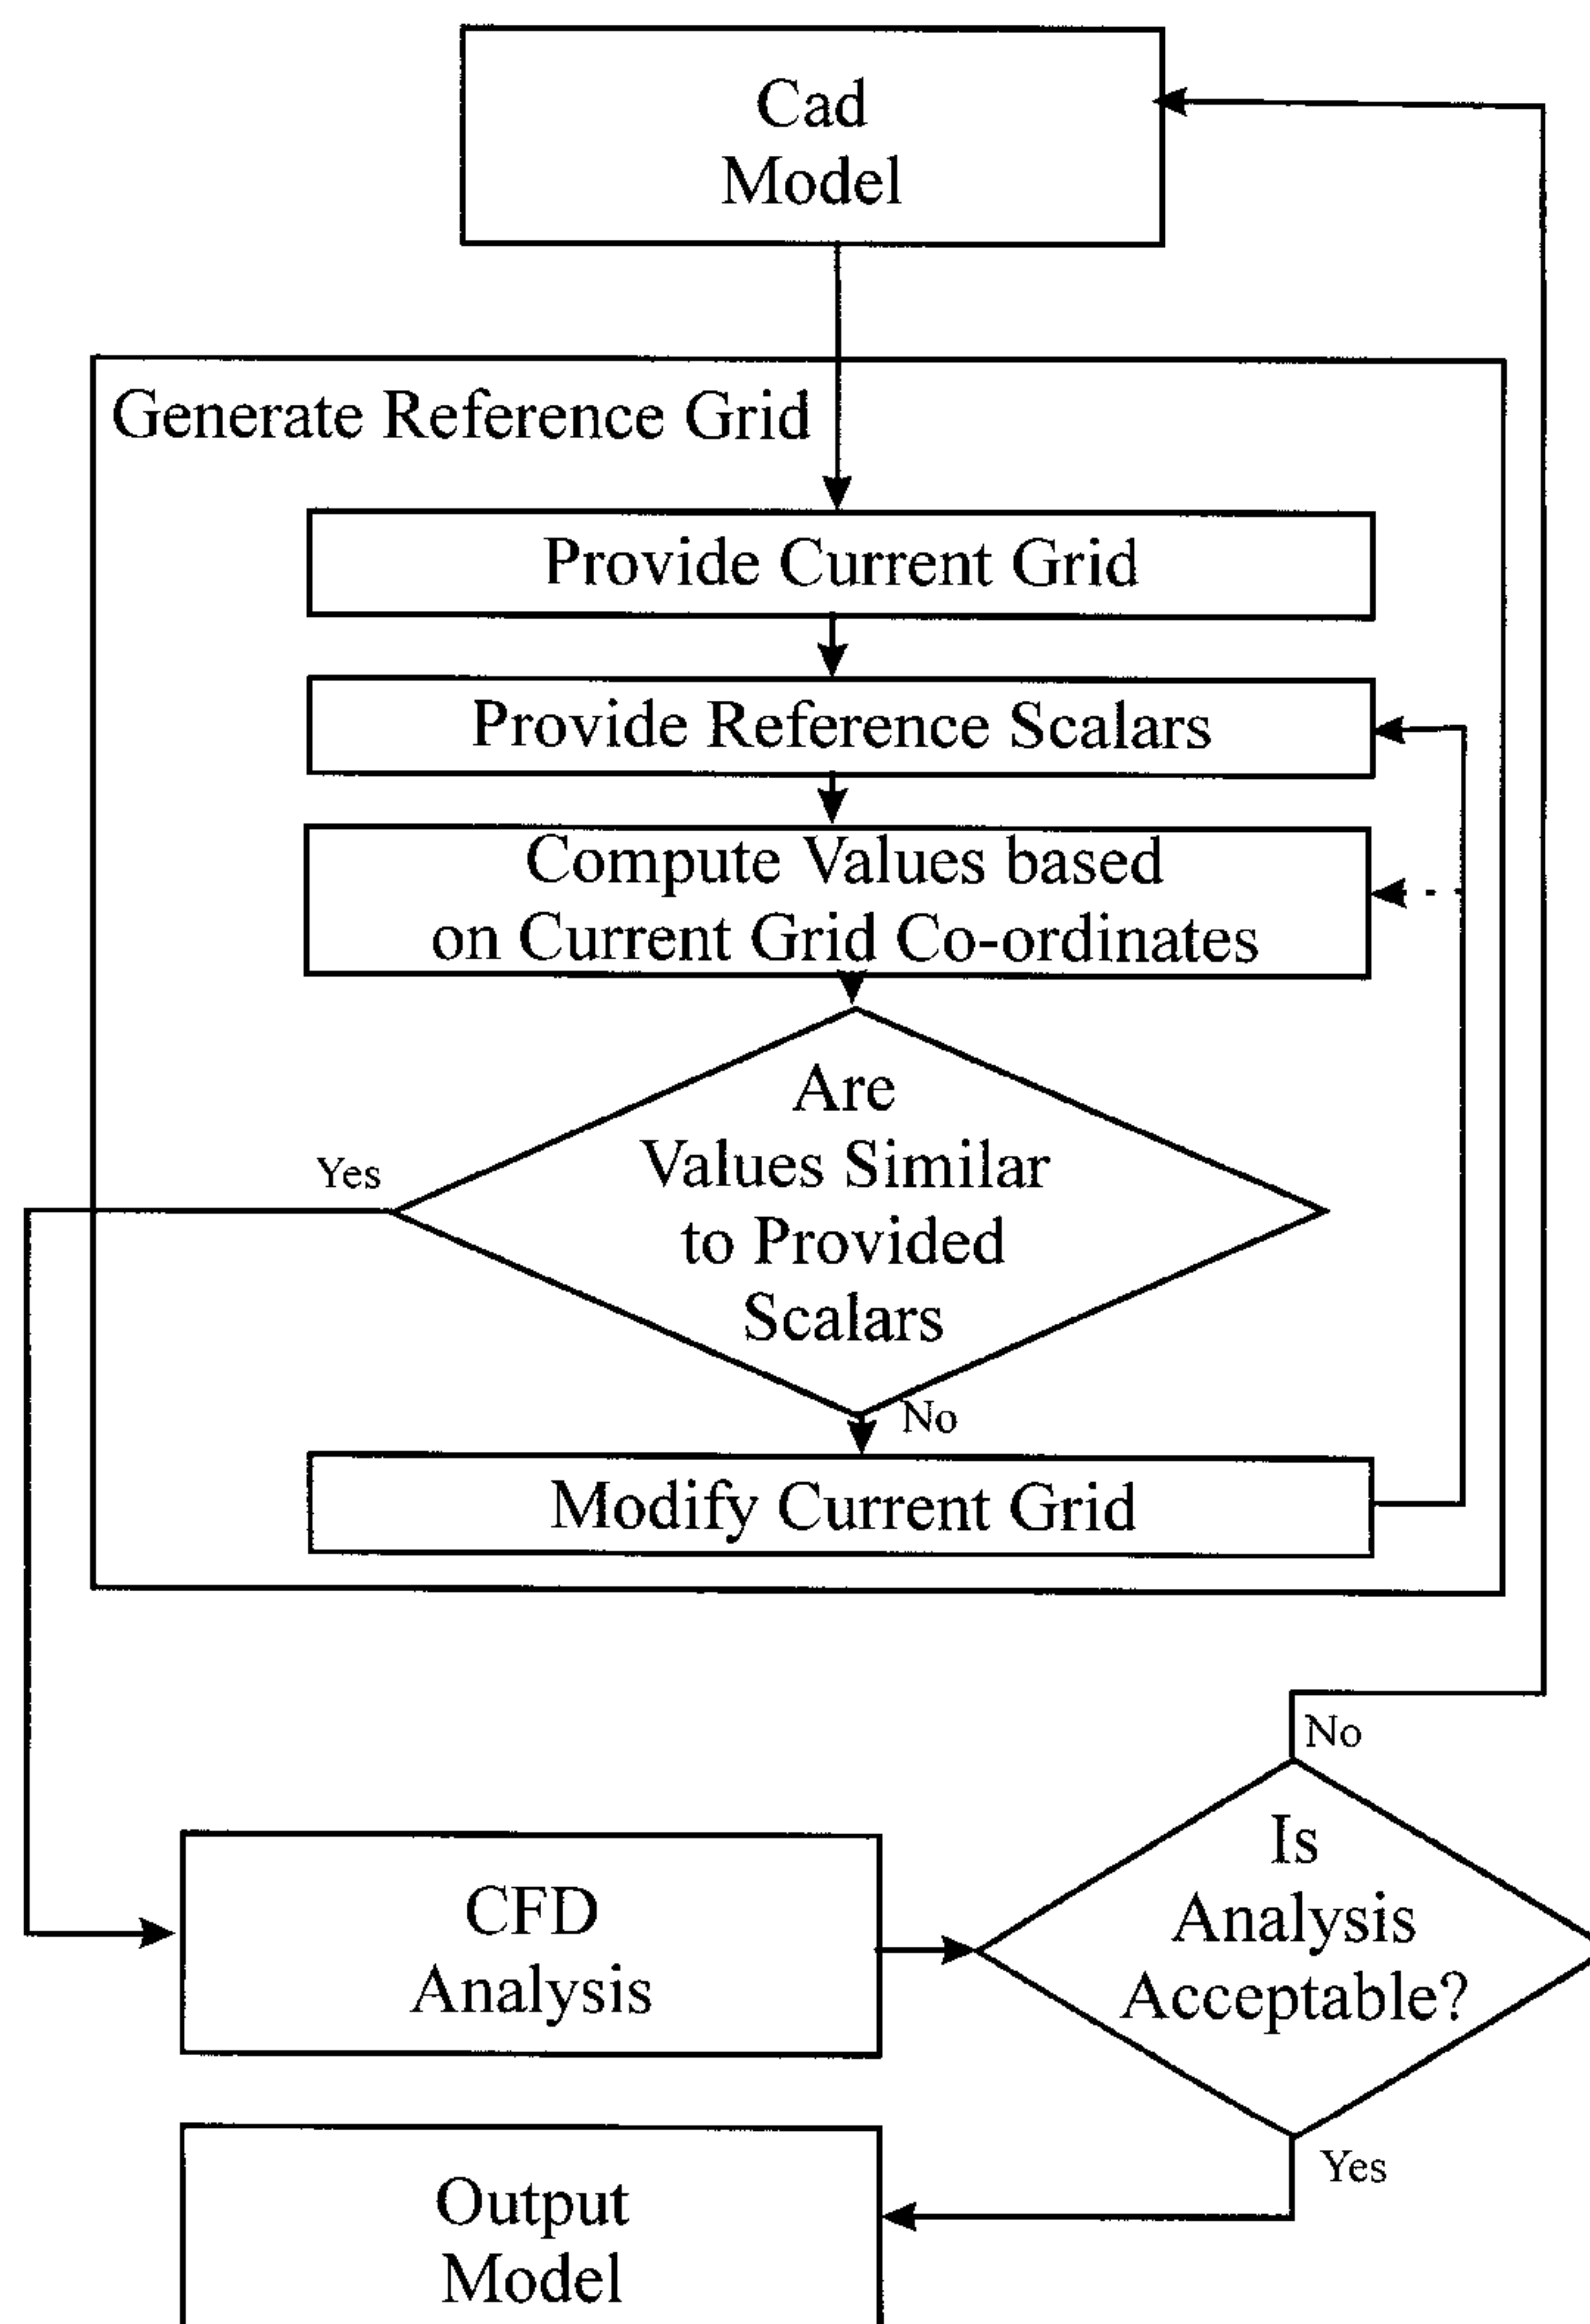 Cad
Model
Generate Reference Grid
Provide Current Grid
Provide Reference Scalars
Compute Values based
on Current Grid Co-ordinates
Are
Values Similar
to Provided
Scalars
Yes
No
Modify Current Grid
No
Is
Analysis
Acceptable?
CFD
Analysis
Yes
Output
Model